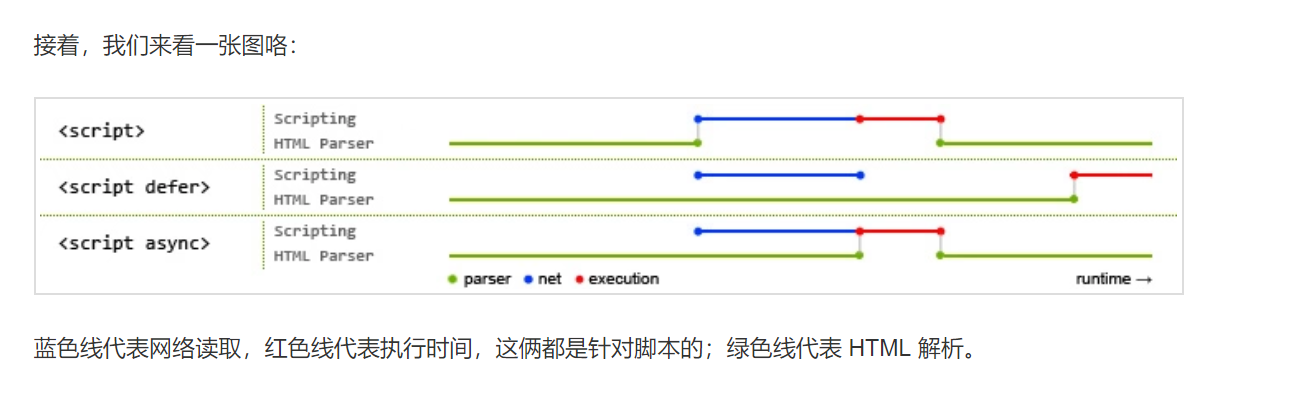 接着，我们来看一张图咯：
<script>
Scripting
HTML Parser
<script defer>
Scripting
HTML Parser
<script async>
Scripting
HTML Parser
parser net execution runtime →
蓝色线代表网络读取，红色线代表执行时间，这俩都是针对脚本的；绿色线代表 HTML 解析。